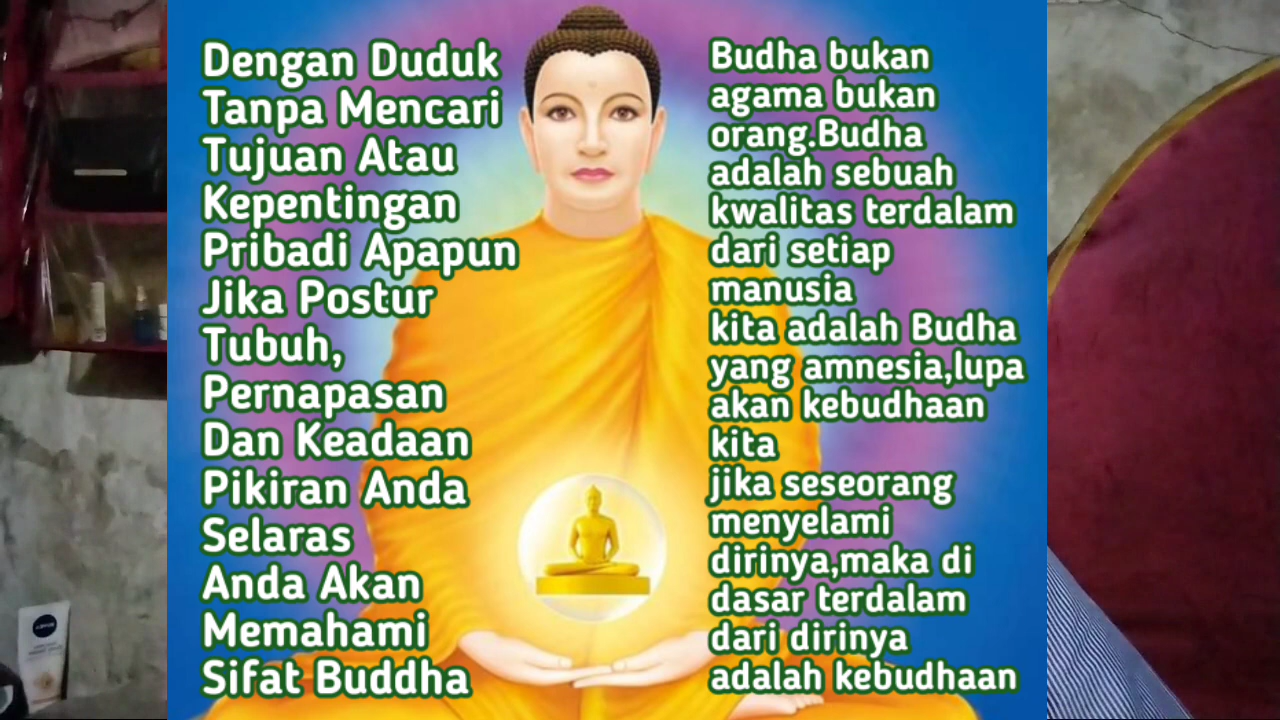 Dengan Duduk
Tanpa Mencari
Tujuan Atau
Kepentingan
Pribadi Apapun
Jika Postur
Tubuh,
Pernapasan
Dan Keadaan
Pikiran Anda
Selaras
Anda Akan
Memahami
Sifat Buddha
Budha bukan
agama bukan
orang.Budha
adalah sebuah
kwalitas terdalam
dari setiap
manusia
kita adalah Budha
yang amnesia,lupa
akan kebudhaan
kita
jika seseorang
menyelami
dirinya,maka di
dasar terdalam
dari dirinya
adalah kebudhaan